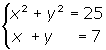 x² + y² = 25
x + y = 7